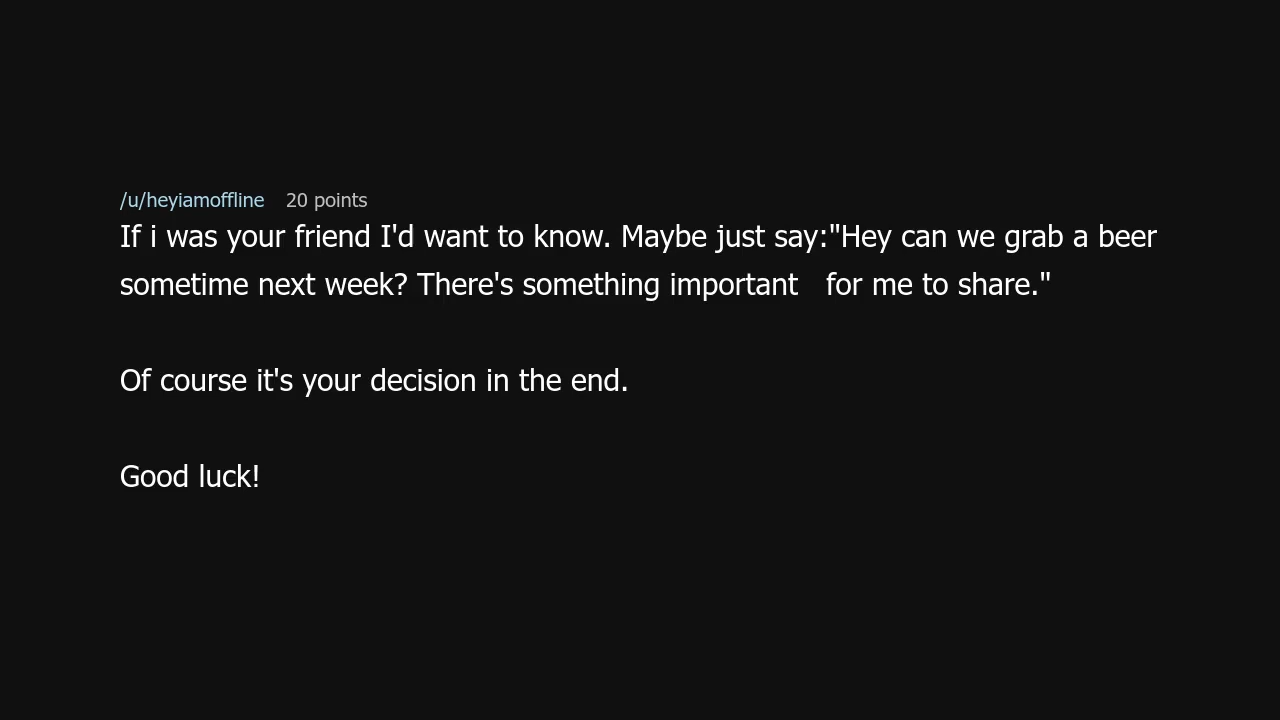 /u/heyiamoffline 20 points
If i was your friend I'd want to know. Maybe just say:"Hey can we grab a beer
sometime next week? There's something important for me to share."
Of course it's your decision in the end.
Good luck!